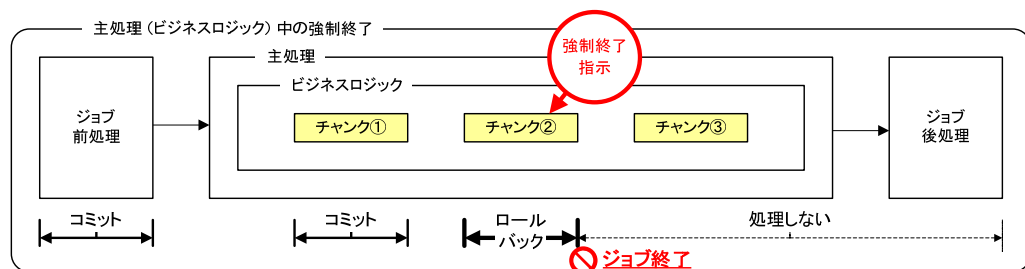 主処理（ビジネスロジック）中の強制終了
主処理
強制終了
指示
ビジネスロジック
ジョブ
前処理
チャンク①
チャンク②
チャンク③
ジョブ
後処理
コミット
コミット
ロール
バック
処理しない
ジョブ終了